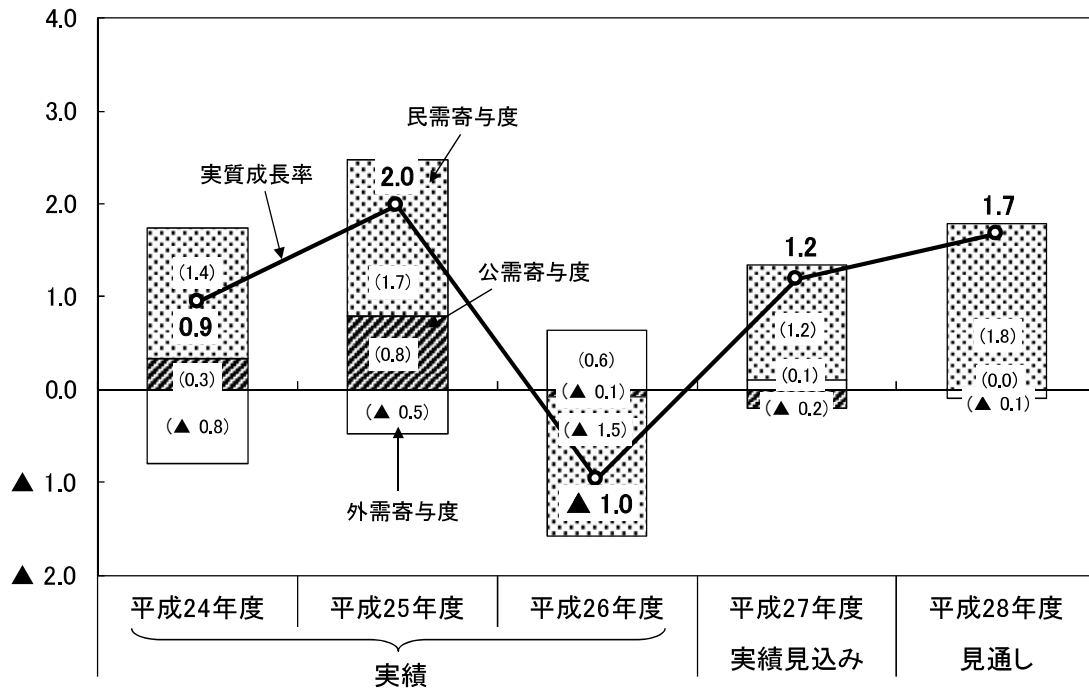 4.0
3.0
2.0
1.0
0.0
▲ 1.0
▲ 2.0
実質成長率
民需寄与度
公需寄与度
外需寄与度
0.9
(1.4)
(0.3)
(▲ 0.8)
2.0
(1.7)
(0.8)
(▲ 0.5)
(0.6)
(▲ 0.1)
(▲ 1.5)
▲ 1.0
1.2
(1.2)
(0.1)
(▲ 0.2)
1.7
(1.8)
(0.0)
(▲ 0.1)
平成24年度
平成25年度
平成26年度
平成27年度
平成28年度
実績
実績見込み
見通し